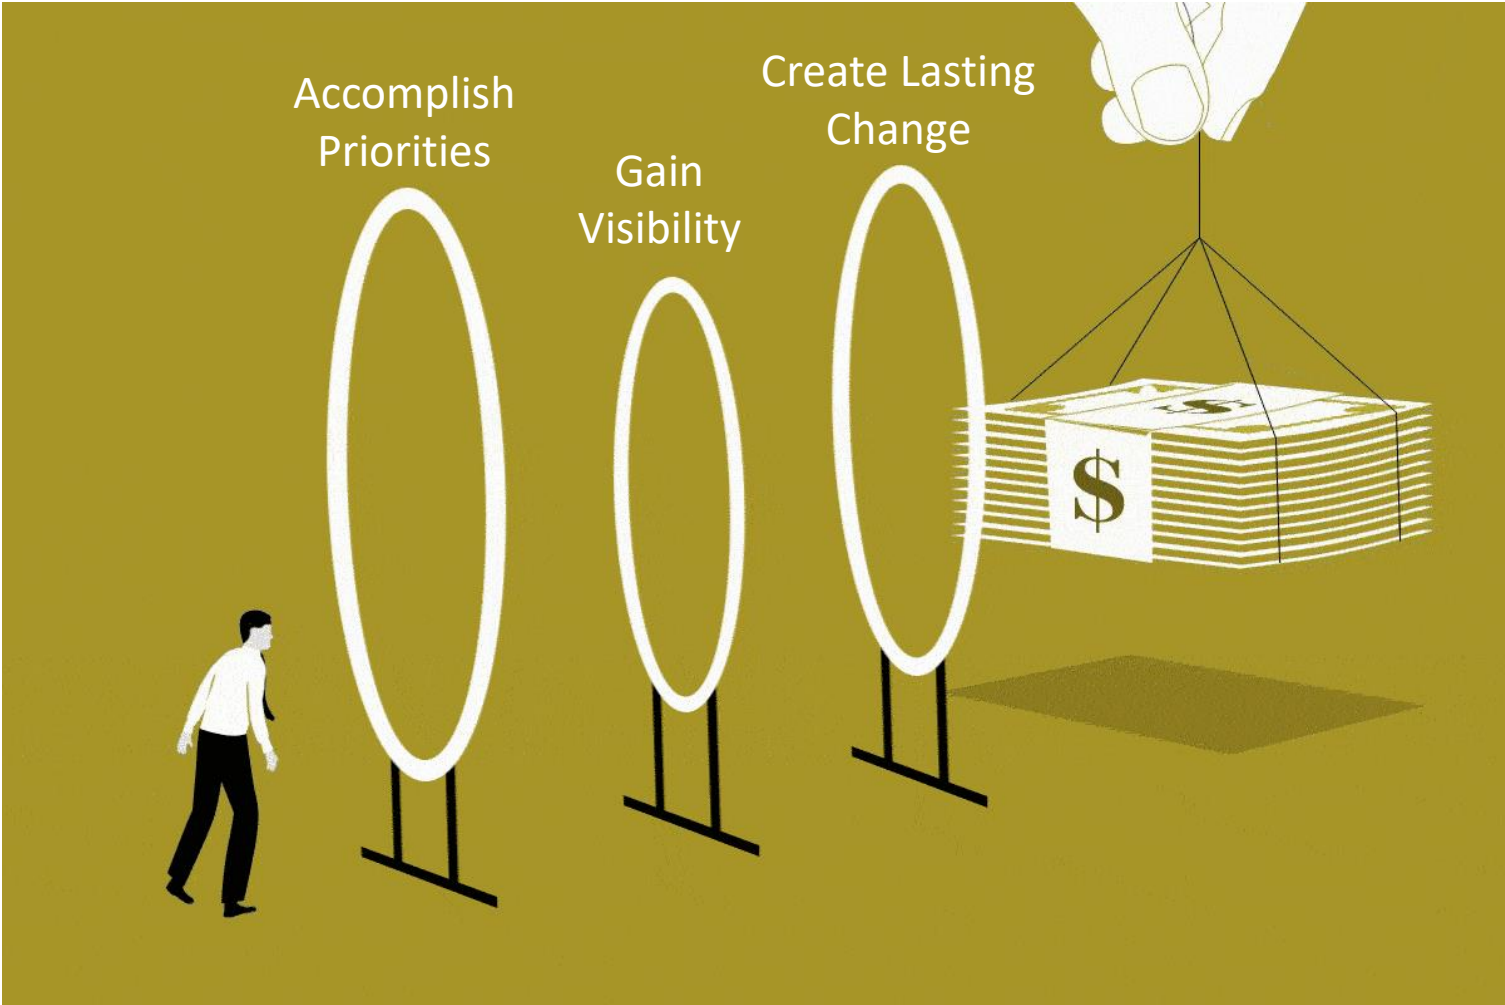 Accomplish
Priorities
Gain
Visibility
Create Lasting
Change
$
$